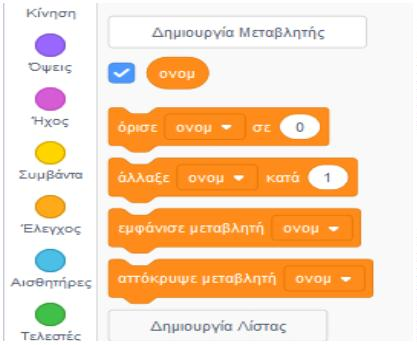 Κίνηση
Όψεις
Ήχος
Συμβάντα
Έλεγχος
Αισθητήρες
Τελεστές
Δημιουργία Μεταβλητής
ονομ
όρισε ονομ σε 0
άλλαξε ονομ κατά 1
εμφάνισε μεταβλητή ονομ
απόκρυψε μεταβλητή ονομ
Δημιουργία Λίστας